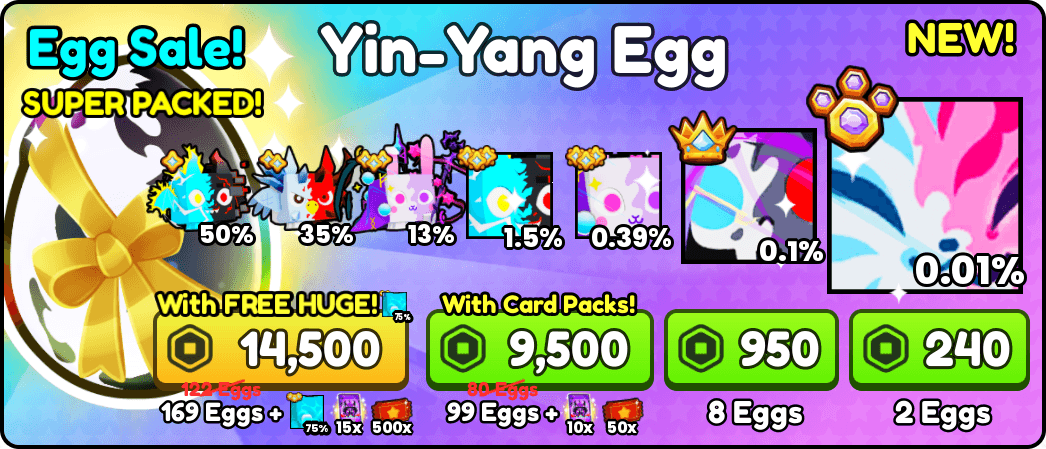 Egg Sale!
Yin-Yang Egg
NEW!
SUPER PACKED!
50%
35%
13%
1.5%
0.39%
0.1%
0.01%
With FREE HUGE!
75%
With Card Packs!
14,500
9,500
950
240
122 Eggs
80 Eggs
169 Eggs +
75%
15x
500x
99 Eggs +
10x
50x
8 Eggs
2 Eggs